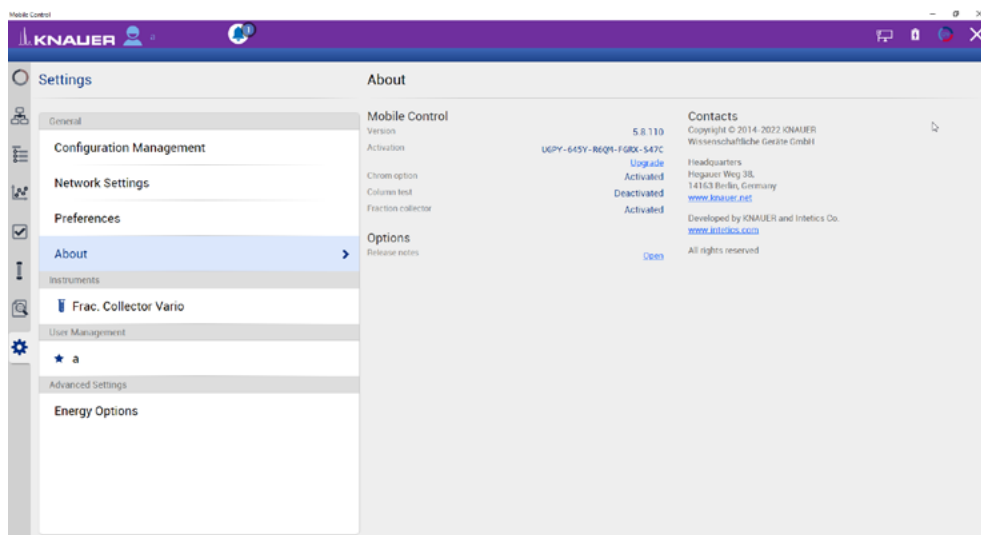 Mobile Control
KNAUER
a
1
Settings
General
Configuration Management
Network Settings
Preferences
About
Instruments
Frac. Collector Vario
User Management
a
Advanced Settings
Energy Options
About
Mobile Control
Version 5.8.110
Activation UGPY-645Y-R6QM-FGRX-S47C
Upgrade
Chrom option Activated
Column test Deactivated
Fraction collector Activated
Options
Release notes Open
Contacts
Copyright © 2014-2022 KNAUER
Wissenschaftliche Geräte GmbH
Headquarters
Hegauer Weg 38,
14163 Berlin, Germany
www.knauer.net
Developed by KNAUER and Intetics Co.
www.intetics.com
All rights reserved